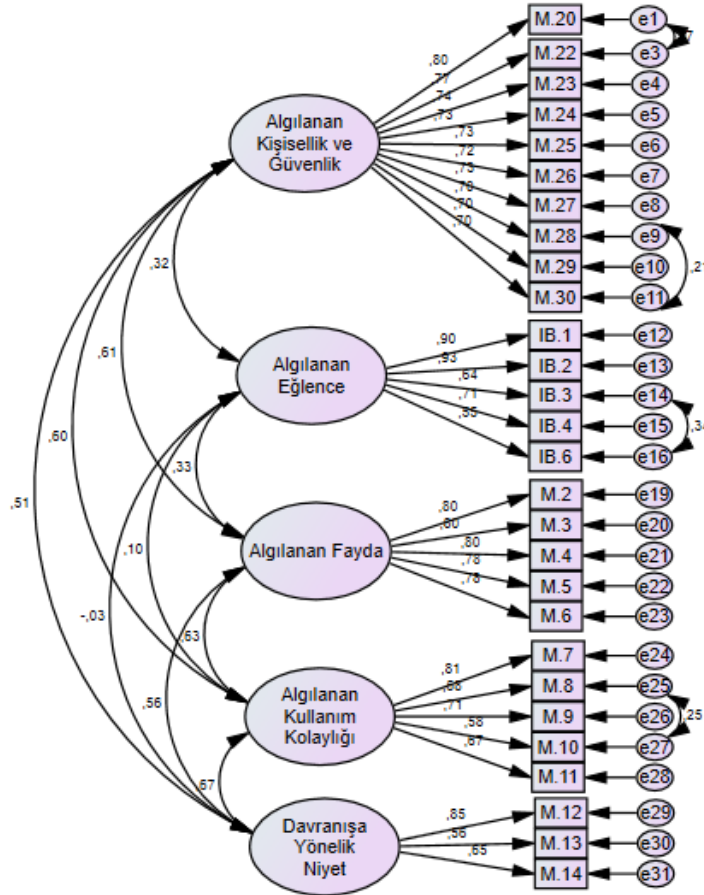 M.20 e1
M.22 e3
,80
,77
M.23 e4
,74
M.24 e5
,73
Algılanan
Kişisellik ve
Güvenlik
,73
M.25 e6
,72
M.26 e7
,73
M.27 e8
,70
M.28 e9
,70
M.29 e10
,70
M.30 e11
,21
,32
IB.1 e12
,90
IB.2 e13
,93
Algılanan
Eğlence
,64
IB.3 e14
,71
IB.4 e15
IB.6 e16
,34
,61
,33
,60
,51
M.2 e19
,80
M.3 e20
,80
Algılanan Fayda
,80
M.4 e21
,78
M.5 e22
,78
M.6 e23
,10
-,03
,63
,56
M.7 e24
,81
M.8 e25
Algılanan
Kullanım
Kolaylığı
,71
M.9 e26
,25
,58
M.10 e27
,67
M.11 e28
,67
M.12 e29
,85
Davranışa
Yönelik
Niyet
,56
M.13 e30
,65
M.14 e31